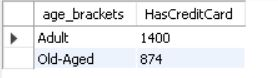 age_brackets HasCreditCard
Adult 1400
Old-Aged 874